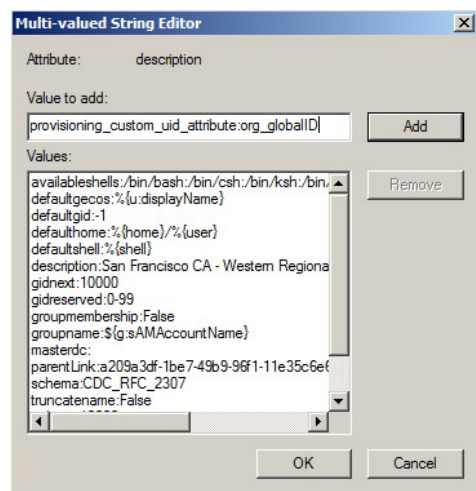 Multi-valued String Editor
Attribute: description
Value to add:
provisioning_custom_uid_attribute:org_globalID
Add
Values:
availableshells:/bin/bash:/bin/csh:/bin/ksh:/bin,
defaultgecos:%{u:displayName}
defaultgid:-1
defaulthome:%{home}/%{user}
defaultshell:%{shell}
description:San Francisco CA - Western Regiona
gidnext:10000
gidreserved:0-99
groupmembership:False
groupname:${g:sAMAccountName}
masterdc:
parentLink:a209a3df-1be7-49b9-96f1-11e35c6e6
schema:CDC_RFC_2307
truncatename:False
Remove
OK
Cancel